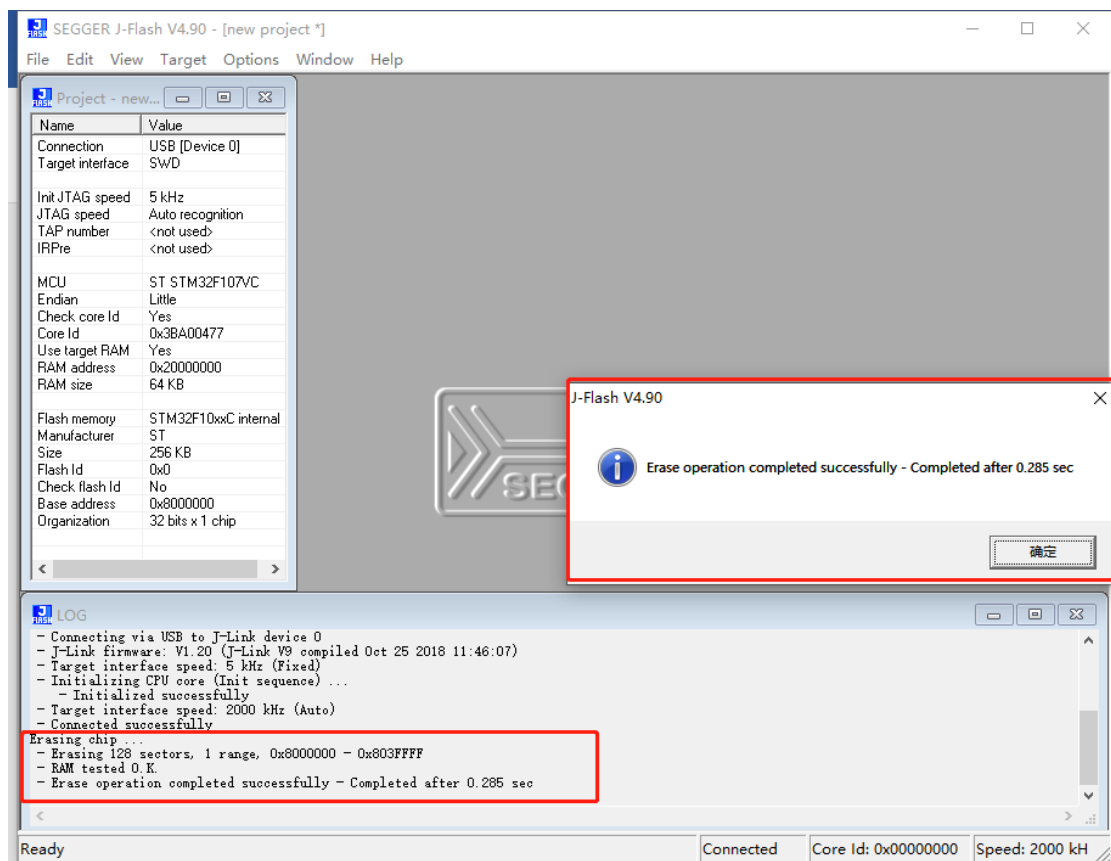 SEGGER J-Flash V4.90 - [new project *]
File Edit View Target Options Window Help
Project - new...
Name Value
Connection USB [Device 0]
Target interface SWD
Init JTAG speed 5 kHz
JTAG speed Auto recognition
TAP number <not used>
IRPre <not used>
MCU ST STM32F107VC
Endian Little
Check core Id Yes
Core Id 0x3BA00477
Use target RAM Yes
RAM address 0x20000000
RAM size 64 KB
Flash memory STM32F10xxC internal
Manufacturer ST
Size 256 KB
Flash Id 0x0
Check flash Id No
Base address 0x8000000
Organization 32 bits x 1 chip
J-Flash V4.90
Erase operation completed successfully - Completed after 0.285 sec
确定
LOG
- Connecting via USB to J-Link device 0
- J-Link firmware: V1.20 (J-Link V9 compiled Oct 25 2018 11:46:07)
- Target interface speed: 5 kHz (Fixed)
- Initializing CPU core (Init sequence) ...
- Initialized successfully
- Target interface speed: 2000 kHz (Auto)
- Connected successfully
Erasing chip ...
- Erasing 128 sectors, 1 range, 0x8000000 - 0x803FFFF
- RAM tested O.K.
- Erase operation completed successfully - Completed after 0.285 sec
Ready Connected Core Id: 0x00000000 Speed: 2000 kH